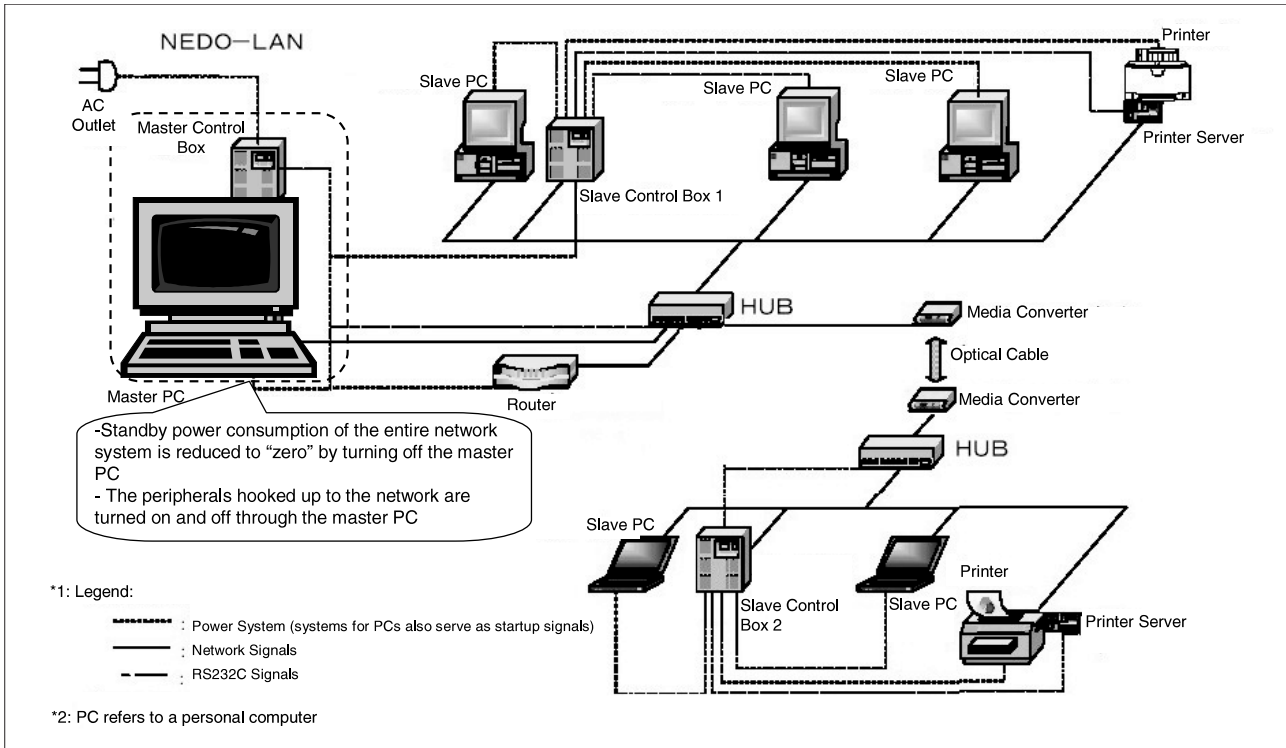 NEDO-LAN
AC
Outlet
Master Control
Box
Master PC
Slave PC
Slave Control Box 1
Slave PC
Slave PC
Printer
Printer Server
HUB
Media Converter
Optical Cable
Media Converter
Router
HUB
-Standby power consumption of the entire network
system is reduced to “zero” by turning off the master
PC
- The peripherals hooked up to the network are
turned on and off through the master PC
Slave PC
Slave Control
Box 2
Slave PC
Printer
Printer Server
*1: Legend:
: Power System (systems for PCs also serve as startup signals)
: Network Signals
: RS232C Signals
*2: PC refers to a personal computer